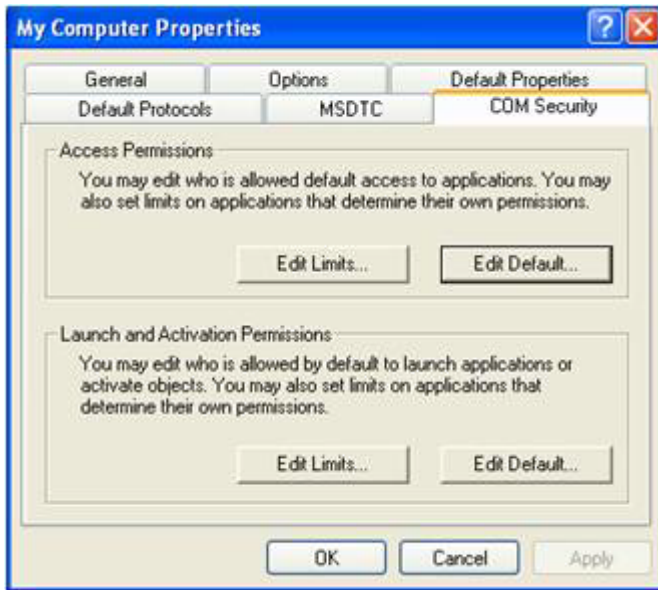 My Computer Properties
General Options Default Properties
Default Protocols MSDTC COM Security
Access Permissions
You may edit who is allowed default access to applications. You may
also set limits on applications that determine their own permissions.
Edit Limits... Edit Default...
Launch and Activation Permissions
You may edit who is allowed by default to launch applications or
activate objects. You may also set limits on applications that
determine their own permissions.
Edit Limits... Edit Default...
OK Cancel Apply